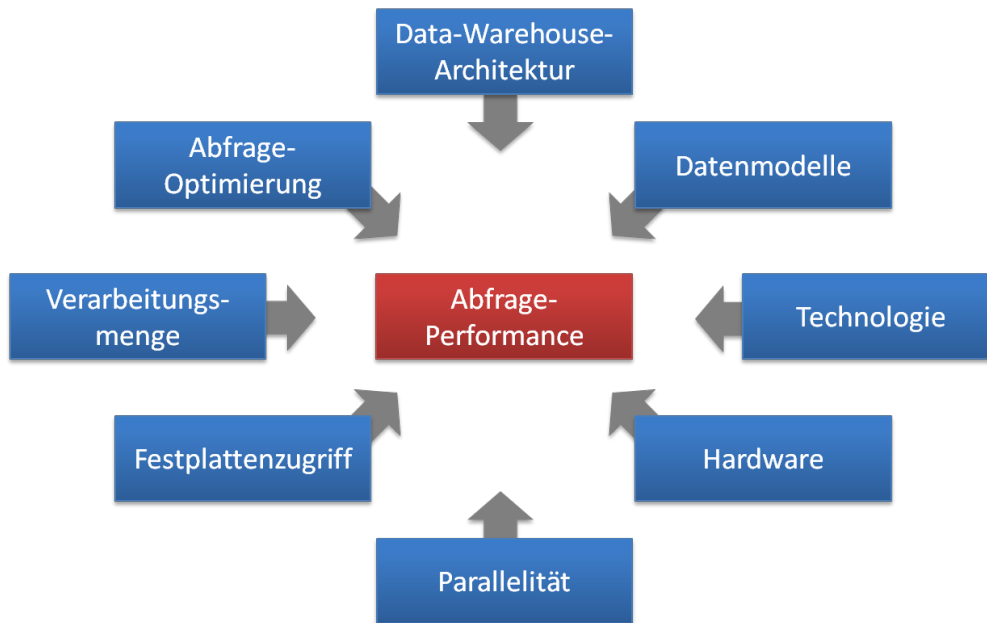 Data-Warehouse-
Architektur
Abfrage-
Optimierung
Datenmodelle
Verarbeitungs-
menge
Abfrage-
Performance
Technologie
Festplattenzugriff
Hardware
Parallelität